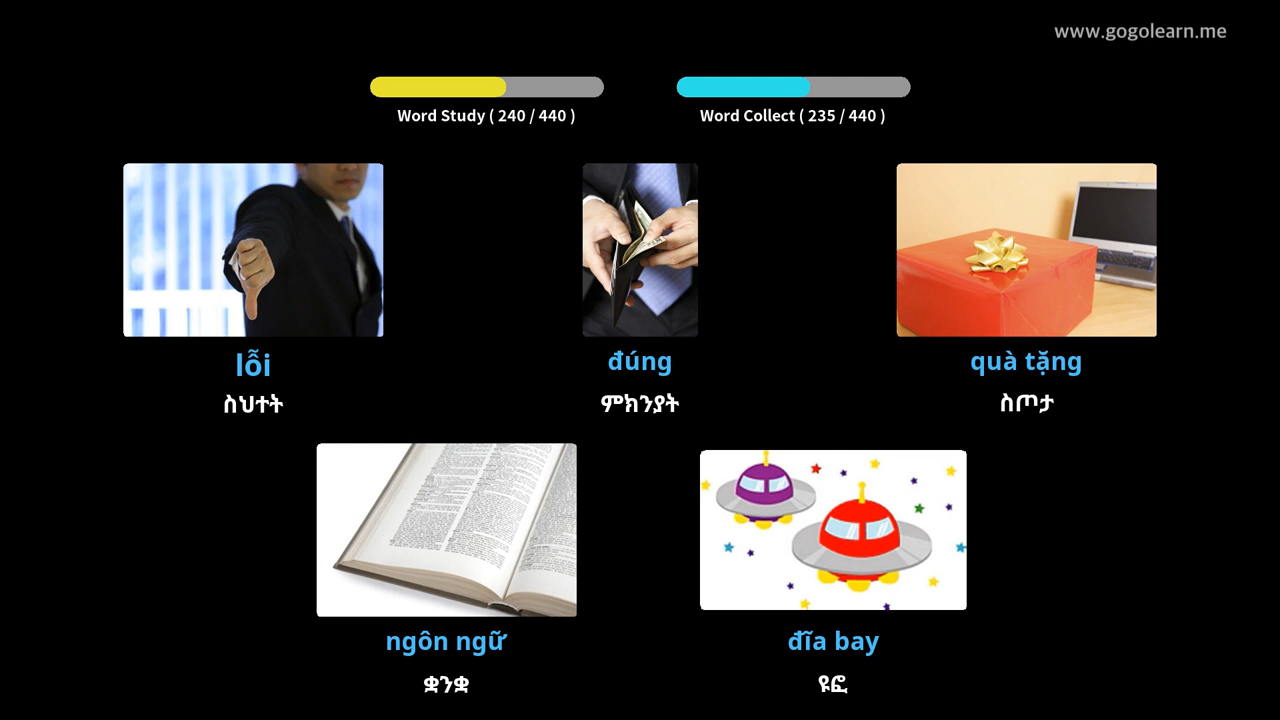 www.gogolearn.me
Word Study ( 240 / 440 )
Word Collect ( 235 / 440 )
lỗi
ስህተት
đúng
ምክንያት
quà tặng
ስጦታ
ngôn ngữ
ቋንቋ
đĩa bay
ዩፎ